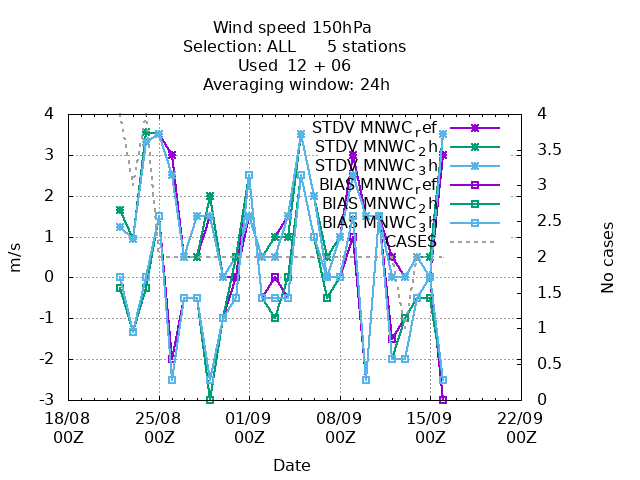 Wind speed 150hPa
Selection: ALL 5 stations
Used 12 + 06
Averaging window: 24h
STDV MNWC_ref
STDV MNWC_2h
STDV MNWC_3h
BIAS MNWC_ref
BIAS MNWC_2h
BIAS MNWC_3h
CASES
m/s
4
3
2
1
0
-1
-2
-3
No cases
4
3.5
3
2.5
2
1.5
1
0.5
0
18/08 25/08 01/09 08/09 15/09 22/09
00Z 00Z 00Z 00Z 00Z 00Z
Date